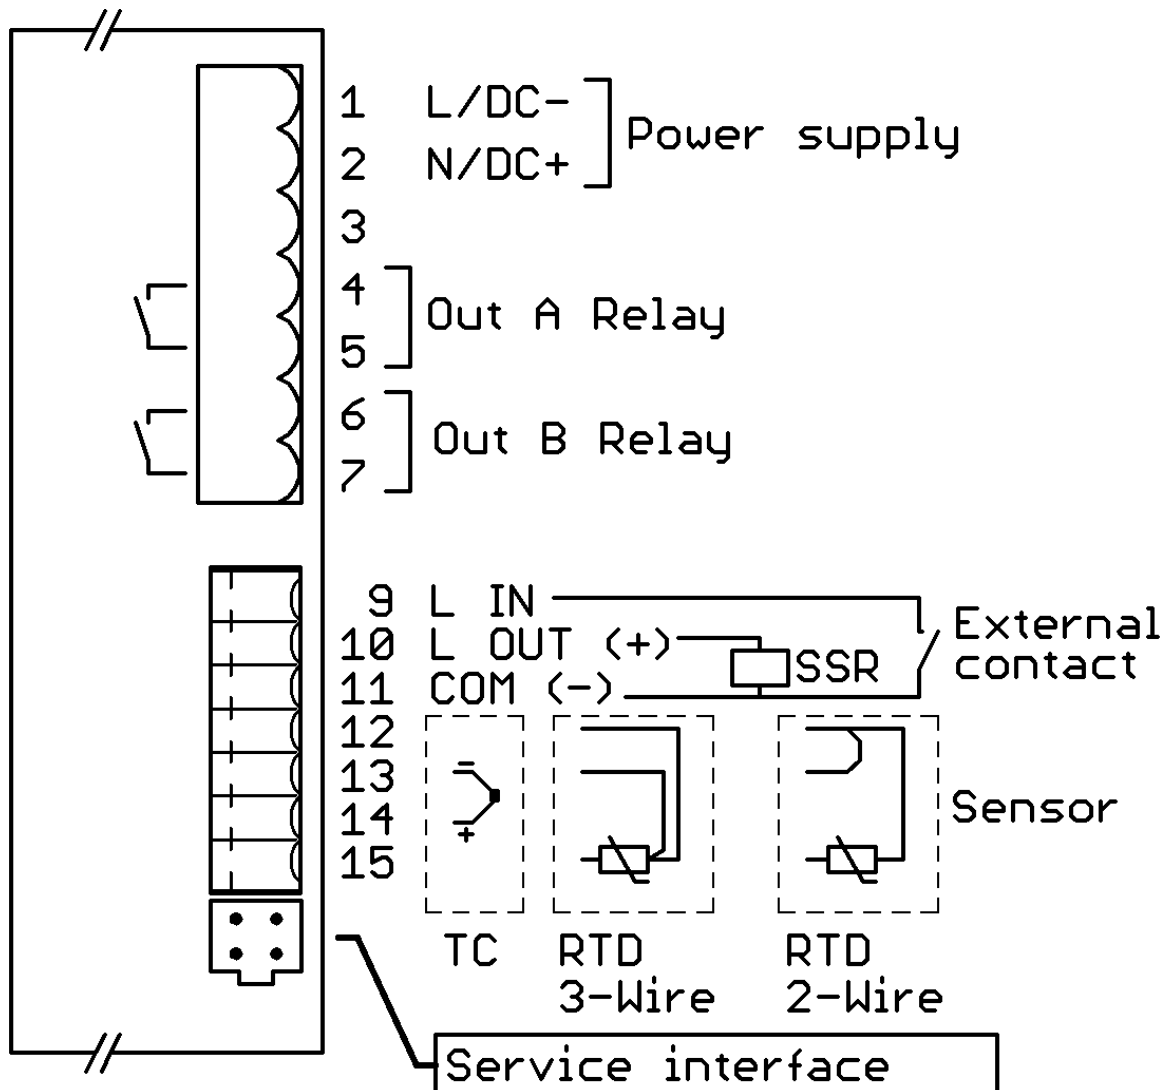 1 L/DC-
2 N/DC+
Power supply
3
4
5
Out A Relay
6
7
Out B Relay
9 L IN
10 L OUT (+)
11 COM (-)
SSR
External
contact
12
13
14
15
-
+
Sensor
TC
RTD
3-Wire
RTD
2-Wire
Service interface